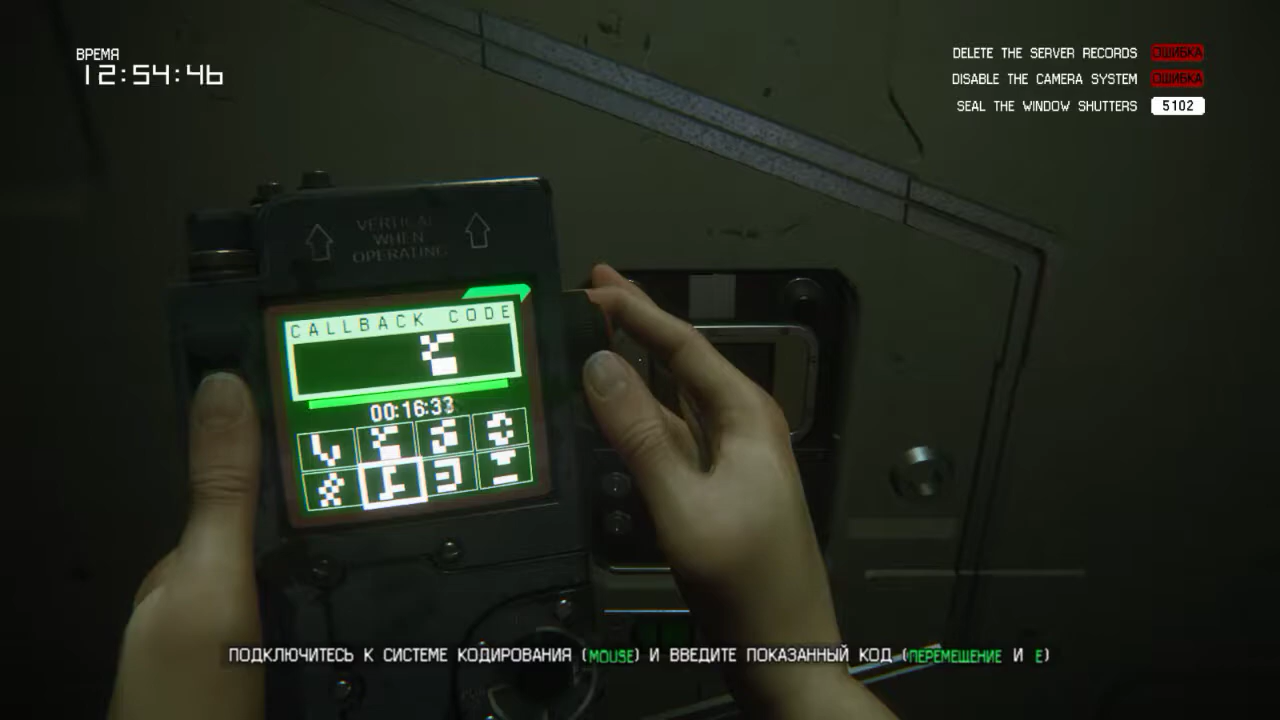 ВРЕМЯ
12:54:46
DELETE THE SERVER RECORDS ОШИБКА
DISABLE THE CAMERA SYSTEM ОШИБКА
SEAL THE WINDOW SHUTTERS 5102
VERTICAL
WHEN
OPERATING
CALLBACK CODE
00:16:33
ПОДКЛЮЧИТЕСЬ К СИСТЕМЕ КОДИРОВАНИЯ (MOUSE) И ВВЕДИТЕ ПОКАЗАННЫЙ КОД (ПЕРЕМЕЩЕНИЕ И E)